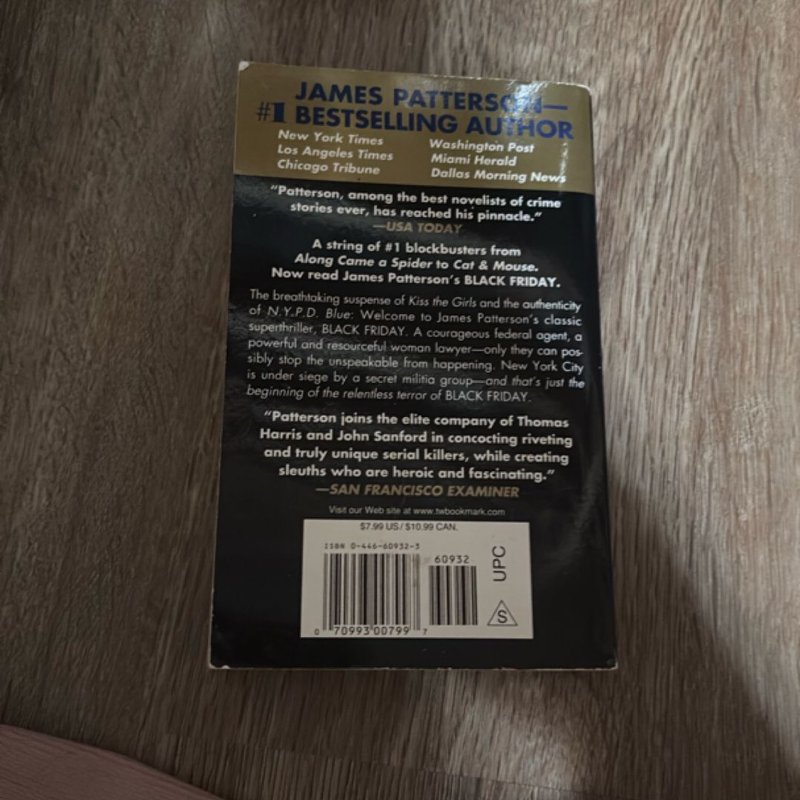 JAMES PATTERSON—
#1 BESTSELLING AUTHOR
New York Times
Los Angeles Times
Chicago Tribune
Washington Post
Miami Herald
Dallas Morning News
"Patterson, among the best novelists of crime
stories ever, has reached his pinnacle."
—USA TODAY
A string of #1 blockbusters from
Along Came a Spider to Cat & Mouse.
Now read James Patterson's BLACK FRIDAY.
The breathtaking suspense of Kiss the Girls and the authenticity
of N.Y.P.D. Blue: Welcome to James Patterson's classic
superthriller, BLACK FRIDAY. A courageous federal agent, a
powerful and resourceful woman lawyer—only they can pos-
sibly stop the unspeakable from happening. New York City
is under siege by a secret militia group—and that's just the
beginning of the relentless terror of BLACK FRIDAY.
"Patterson joins the elite company of Thomas
Harris and John Sanford in concocting riveting
and truly unique serial killers, while creating
sleuths who are heroic and fascinating."
—SAN FRANCISCO EXAMINER
Visit our Web site at www.twbookmark.com
$7.99 US/$10.99 CAN.
ISBN 0-446-60932-3
60932
UPC
S
0 70993 00799 7